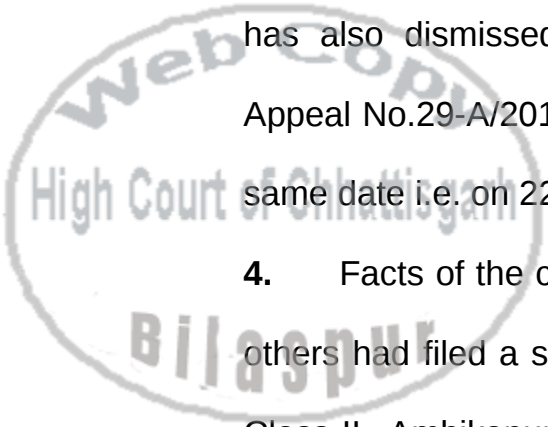 Web Copy
High Court of Chhattisgarh
Bilaspur
has also dismissed
Appeal No.29-A/201
same date i.e. on 22
4. Facts of the c
others had filed a s